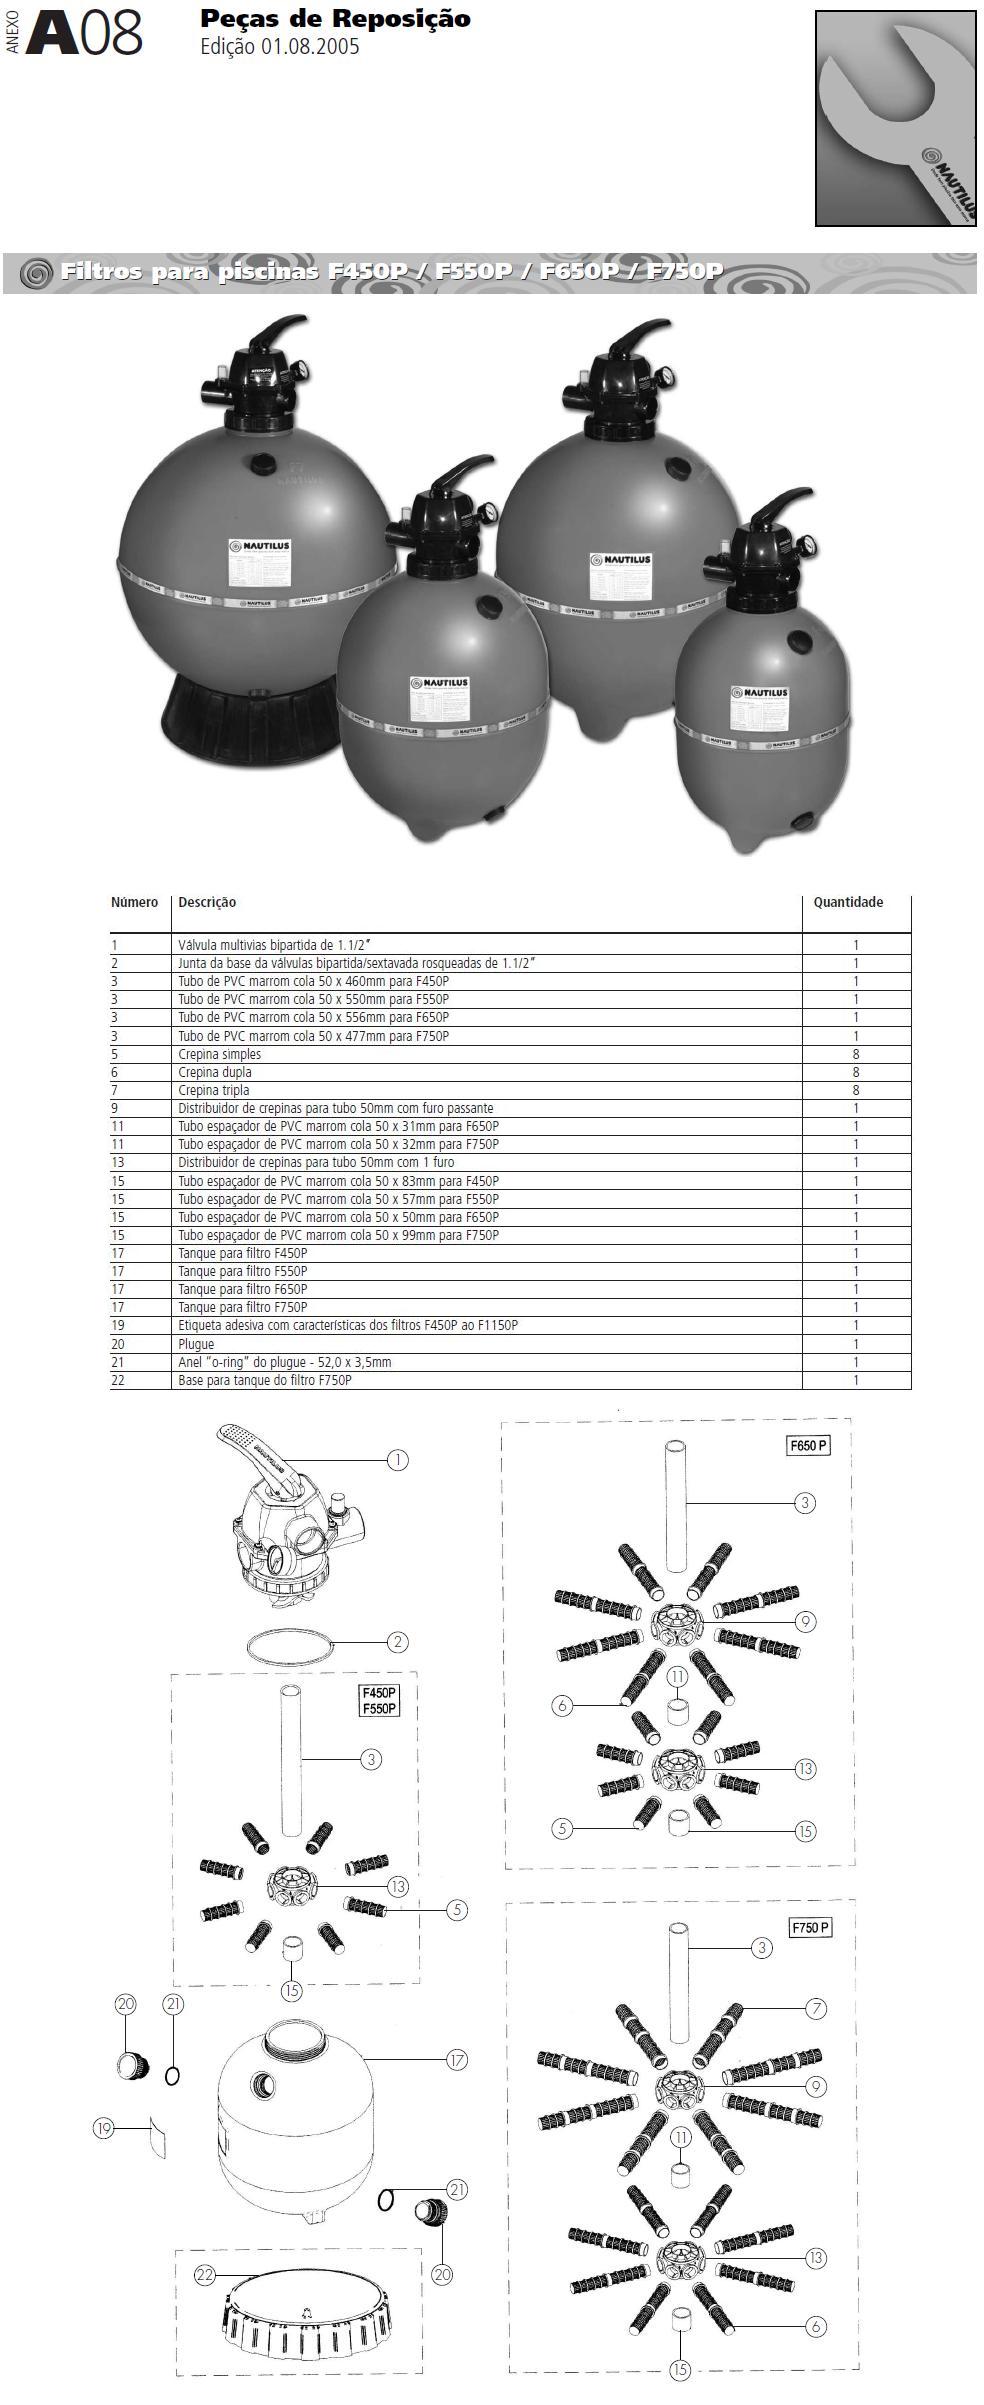 ANEXO
A08
Peças de Reposição
Edição 01.08.2005
NAUTILUS
Filtros para piscinas F450P / F550P / F650P / F750P
ATENÇÃO
NAUTILUS
NAUTILUS
NAUTILUS
NAUTILUS
NAUTILUS
Número Descrição Quantidade
1 Válvula multivias bipartida de 1.1/2” 1
2 Junta da base da válvulas bipartida/sextavada rosqueadas de 1.1/2” 1
3 Tubo de PVC marrom cola 50 x 460mm para F450P 1
3 Tubo de PVC marrom cola 50 x 550mm para F550P 1
3 Tubo de PVC marrom cola 50 x 556mm para F650P 1
3 Tubo de PVC marrom cola 50 x 477mm para F750P 1
5 Crepina simples 8
6 Crepina dupla 8
7 Crepina tripla 8
9 Distribuidor de crepinas para tubo 50mm com furo passante 1
11 Tubo espaçador de PVC marrom cola 50 x 31mm para F650P 1
11 Tubo espaçador de PVC marrom cola 50 x 32mm para F750P 1
13 Distribuidor de crepinas para tubo 50mm com 1 furo 1
15 Tubo espaçador de PVC marrom cola 50 x 83mm para F450P 1
15 Tubo espaçador de PVC marrom cola 50 x 57mm para F550P 1
15 Tubo espaçador de PVC marrom cola 50 x 50mm para F650P 1
15 Tubo espaçador de PVC marrom cola 50 x 99mm para F750P 1
17 Tanque para filtro F450P 1
17 Tanque para filtro F550P 1
17 Tanque para filtro F650P 1
17 Tanque para filtro F750P 1
19 Etiqueta adesiva com características dos filtros F450P ao F1150P 1
20 Plugue 1
21 Anel “o-ring” do plugue - 52,0 x 3,5mm 1
22 Base para tanque do filtro F750P 1
NAUTILUS
1
2
F450P
F550P
3
13
5
15
20
21
17
19
21
20
22
F650 P
3
9
11
6
13
5
15
F750 P
3
7
9
11
13
6
15